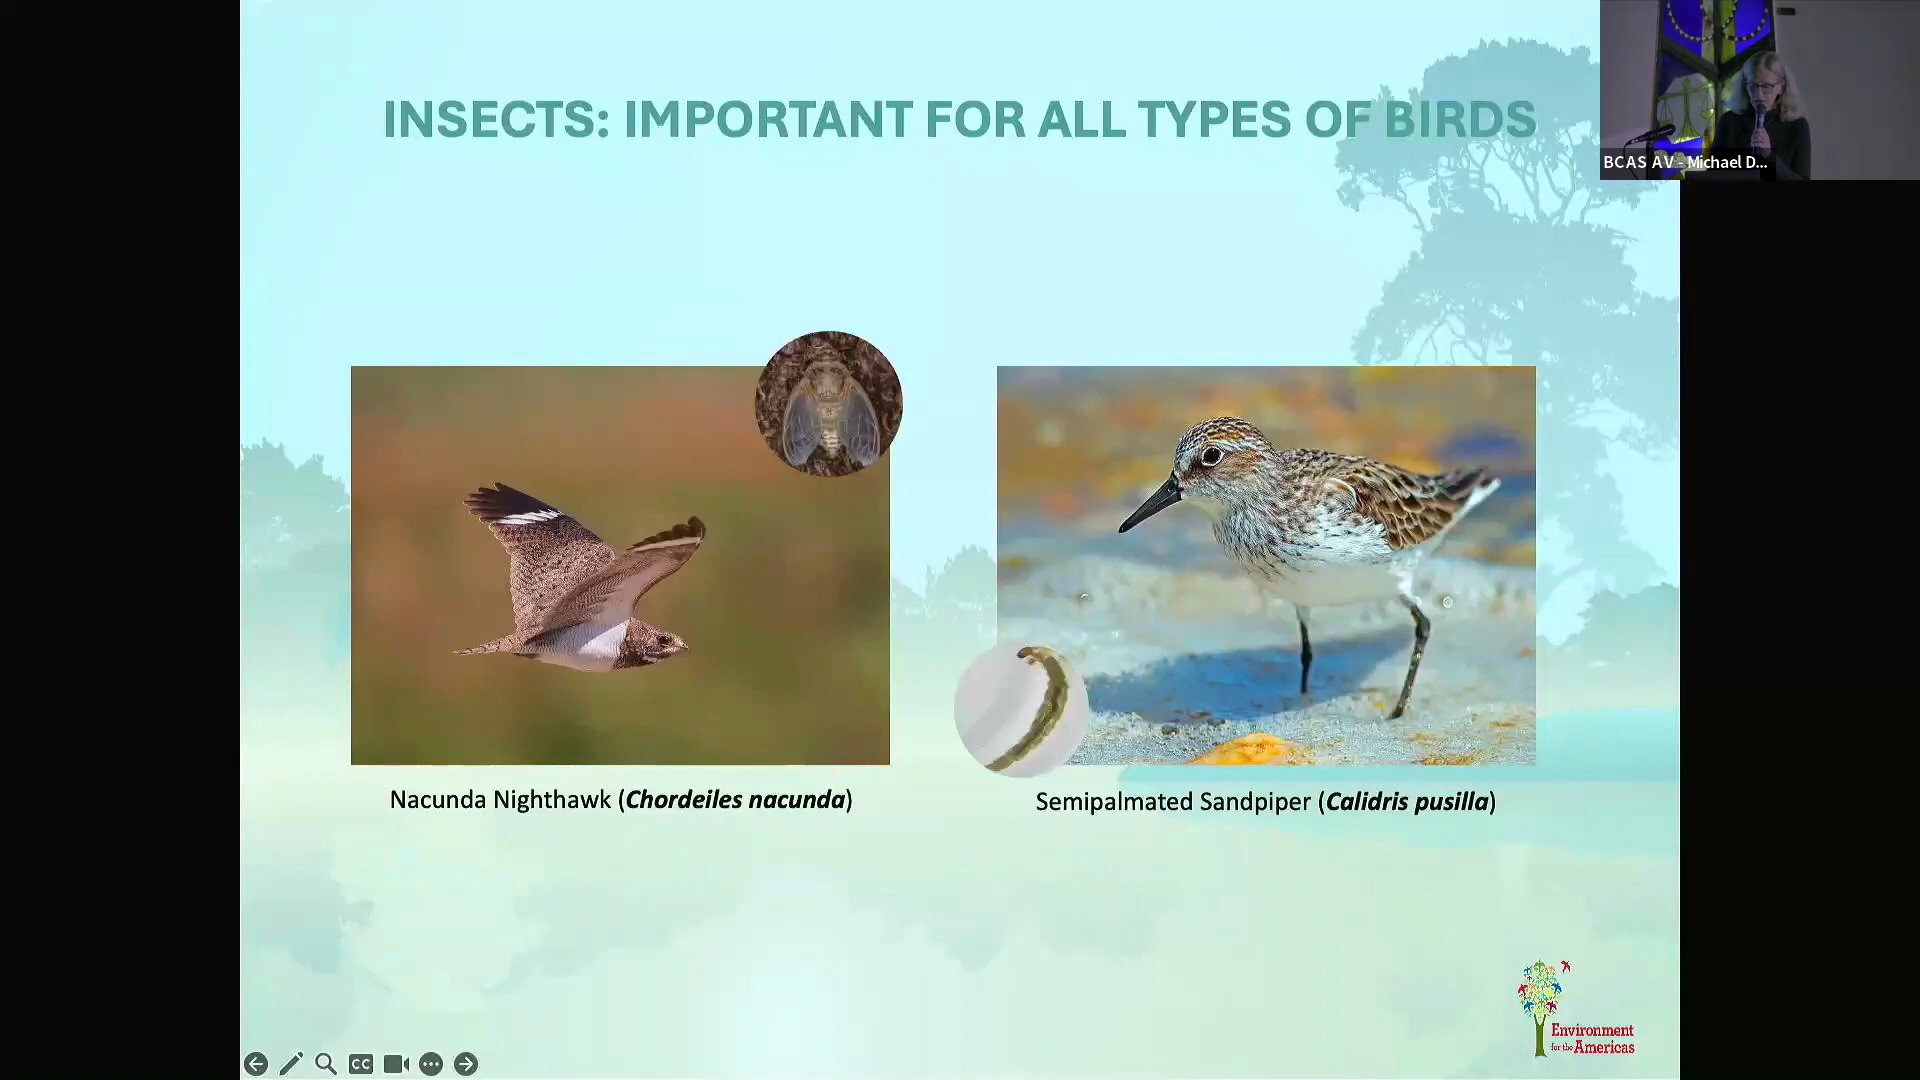 INSECTS: IMPORTANT FOR ALL TYPES OF BIRDS
BCAS AV - Michael D...
Nacunda Nighthawk (Chordeiles nacunda)
Semipalmated Sandpiper (Calidris pusilla)
Environment
for the Americas
CC